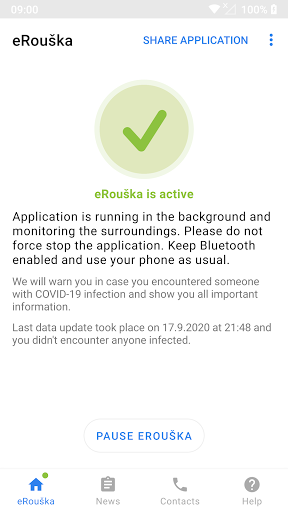 09:00
100%
eRouška
SHARE APPLICATION
eRouška is active
Application is running in the background and
monitoring the surroundings. Please do not
force stop the application. Keep Bluetooth
enabled and use your phone as usual.
We will warn you in case you encountered someone
with COVID-19 infection and show you all important
information.
Last data update took place on 17.9.2020 at 21:48 and
you didn't encounter anyone infected.
PAUSE EROUŠKA
eRouška
News
Contacts
Help